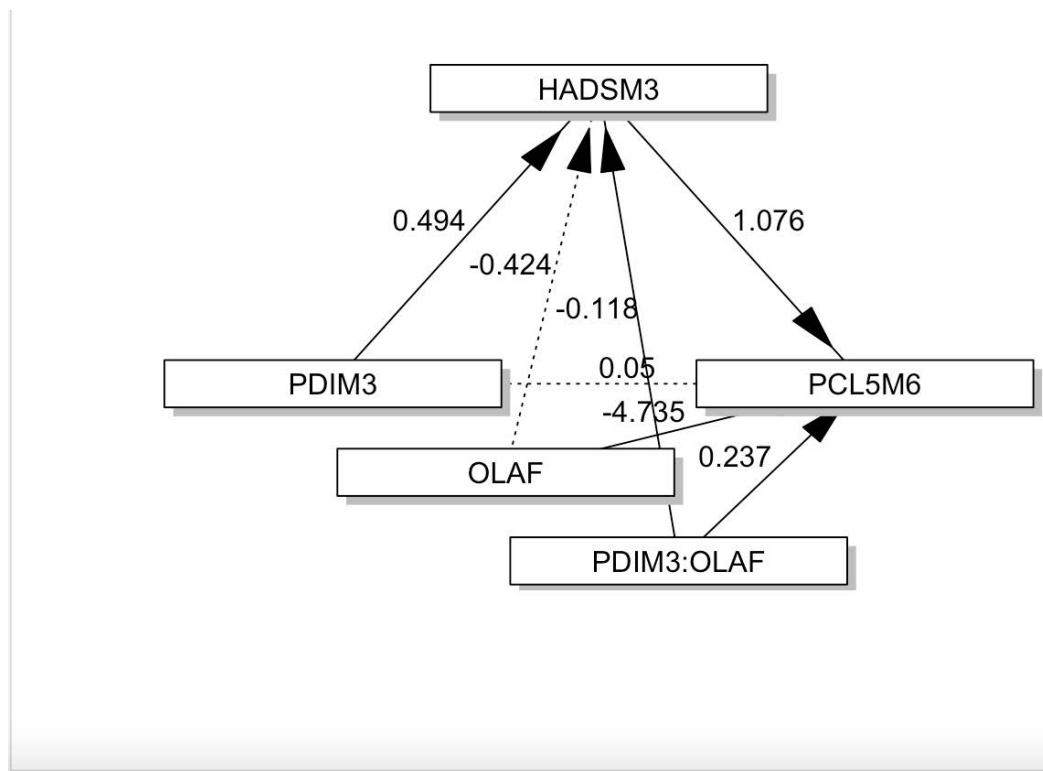 HADSM3
0.494
1.076
-0.424
-0.118
0.05
PDIM3
PCL5M6
-4.735
0.237
OLAF
PDIM3:OLAF